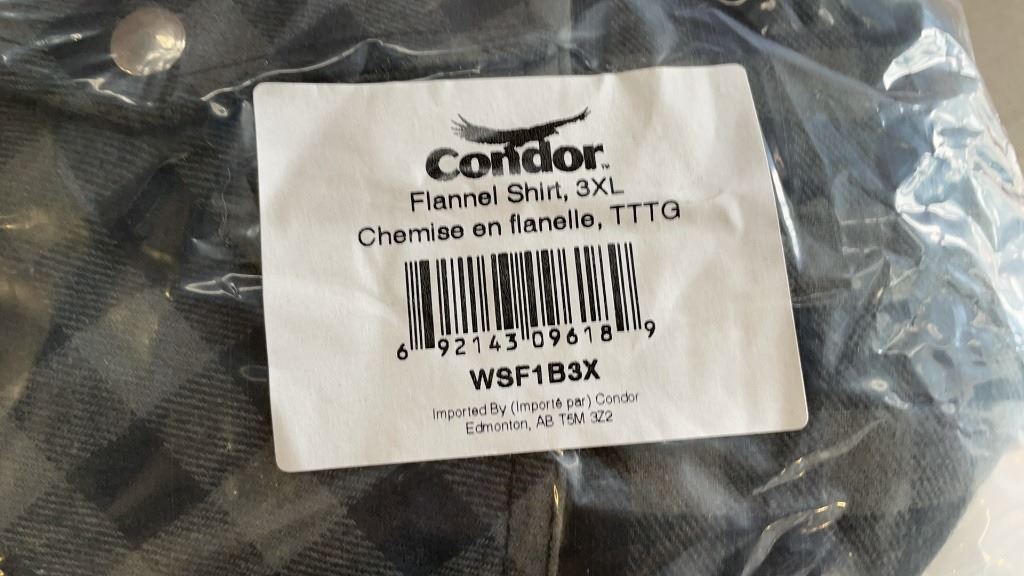 Condor™
Flannel Shirt, 3XL
Chemise en flanelle, TTTG
6 92143 09618 9
WSF1B3X
Imported By (Importé par) Condor
Edmonton, AB T5M 3Z2